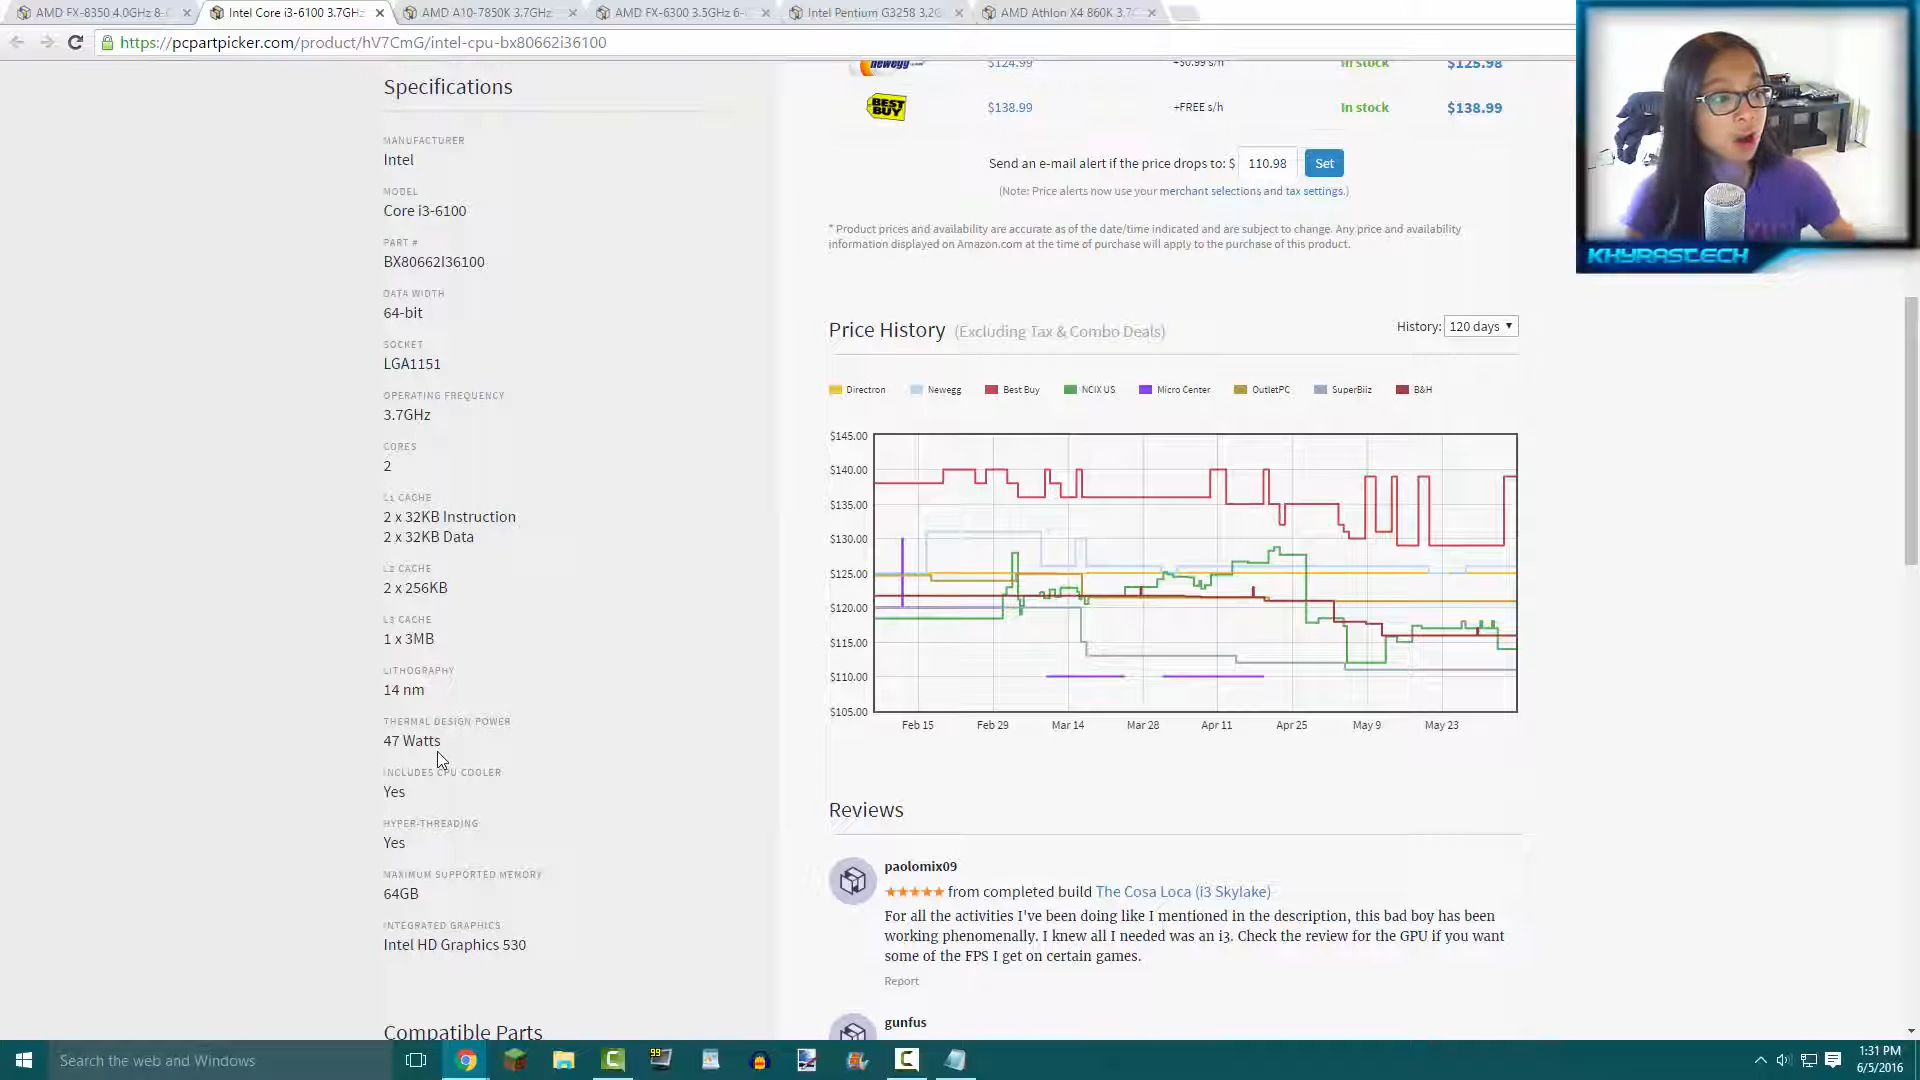 AMD FX-8350 4.0GHz 8-C
Intel Core i3-6100 3.7GHz
AMD A10-7850K 3.7GHz
AMD FX-6300 3.5GHz 6-
Intel Pentium G3258 3.2G
AMD Athlon X4 860K 3.7
https://pcpartpicker.com/product/hV7CmG/intel-cpu-bx80662i36100
Specifications
MANUFACTURER
Intel
MODEL
Core i3-6100
PART #
BX80662I36100
DATA WIDTH
64-bit
SOCKET
LGA1151
OPERATING FREQUENCY
3.7GHz
CORES
2
L1 CACHE
2 x 32KB Instruction
2 x 32KB Data
L2 CACHE
2 x 256KB
L3 CACHE
1 x 3MB
LITHOGRAPHY
14 nm
THERMAL DESIGN POWER
47 Watts
INCLUDES CPU COOLER
Yes
HYPER-THREADING
Yes
MAXIMUM SUPPORTED MEMORY
64GB
INTEGRATED GRAPHICS
Intel HD Graphics 530
Compatible Parts
newegg $124.99 +$0.99 s/h In stock $125.98
BEST BUY $138.99 +FREE s/h In stock $138.99
Send an e-mail alert if the price drops to: $ 110.98 Set
(Note: Price alerts now use your merchant selections and tax settings.)
* Product prices and availability are accurate as of the date/time indicated and are subject to change. Any price and availability
information displayed on Amazon.com at the time of purchase will apply to the purchase of this product.
Price History (Excluding Tax & Combo Deals) History: 120 days
Directron Newegg Best Buy NCIX US Micro Center OutletPC SuperBiiz B&H
$145.00
$140.00
$135.00
$130.00
$125.00
$120.00
$115.00
$110.00
$105.00
Feb 15 Feb 29 Mar 14 Mar 28 Apr 11 Apr 25 May 9 May 23
Reviews
paolomix09
★★★★★ from completed build The Cosa Loca (i3 Skylake)
For all the activities I've been doing like I mentioned in the description, this bad boy has been
working phenomenally. I knew all I needed was an i3. Check the review for the GPU if you want
some of the FPS I get on certain games.
Report
gunfus
KHYRASTECH
Search the web and Windows
99
1:31 PM
6/5/2016